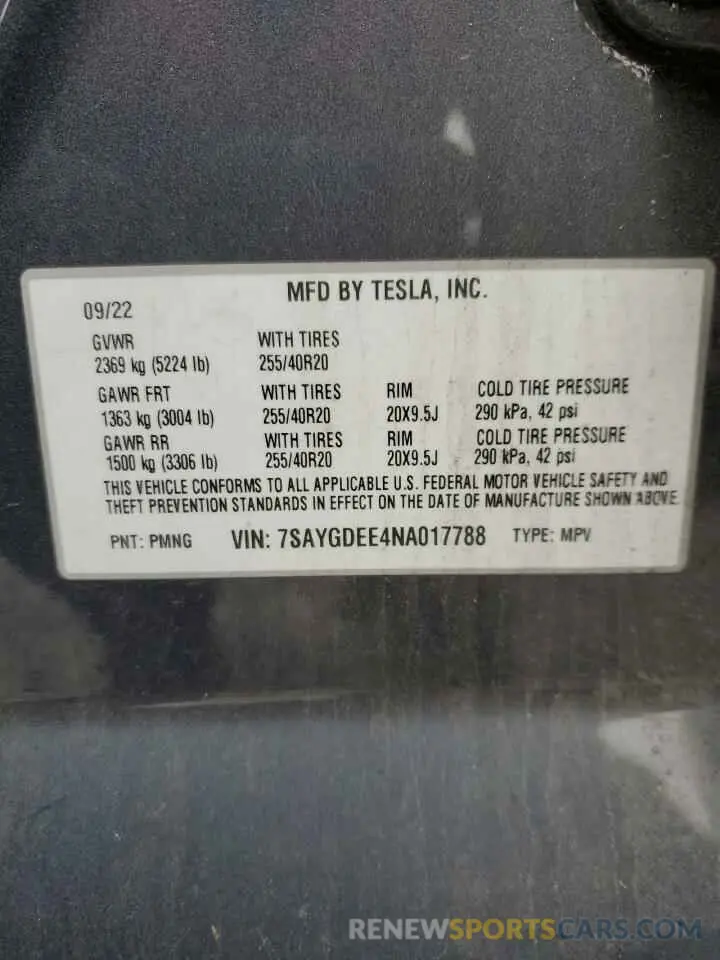 MFD BY TESLA, INC.
09/22
GVWR WITH TIRES
2369 kg (5224 lb) 255/40R20
GAWR FRT WITH TIRES RIM COLD TIRE PRESSURE
1363 kg (3004 lb) 255/40R20 20X9.5J 290 kPa, 42 psi
GAWR RR WITH TIRES RIM COLD TIRE PRESSURE
1500 kg (3306 lb) 255/40R20 20X9.5J 290 kPa, 42 psi
THIS VEHICLE CONFORMS TO ALL APPLICABLE U.S. FEDERAL MOTOR VEHICLE SAFETY AND
THEFT PREVENTION STANDARDS IN EFFECT ON THE DATE OF MANUFACTURE SHOWN ABOVE
PNT: PMNG VIN: 7SAYGDEE4NA017788 TYPE: MPV
RENEWSPORTSCARS.COM